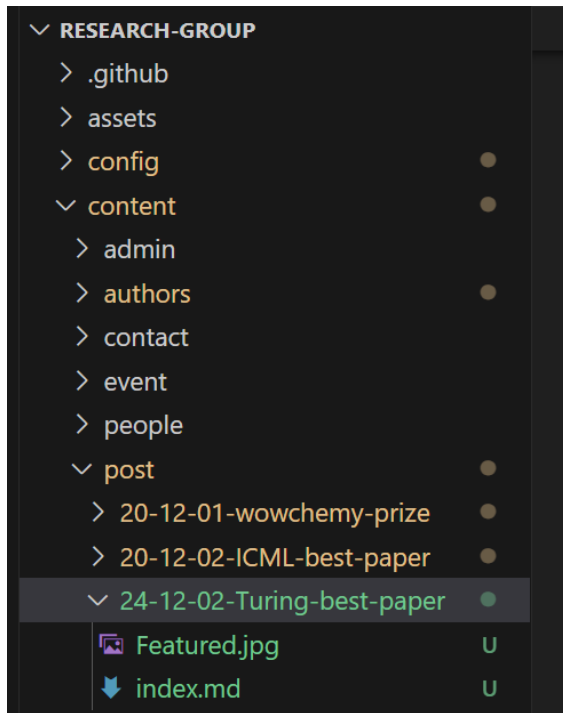 RESEARCH-GROUP
.github
assets
config
content
admin
authors
contact
event
people
post
20-12-01-wowchemy-prize
20-12-02-ICML-best-paper
24-12-02-Turing-best-paper
Featured.jpg U
index.md U